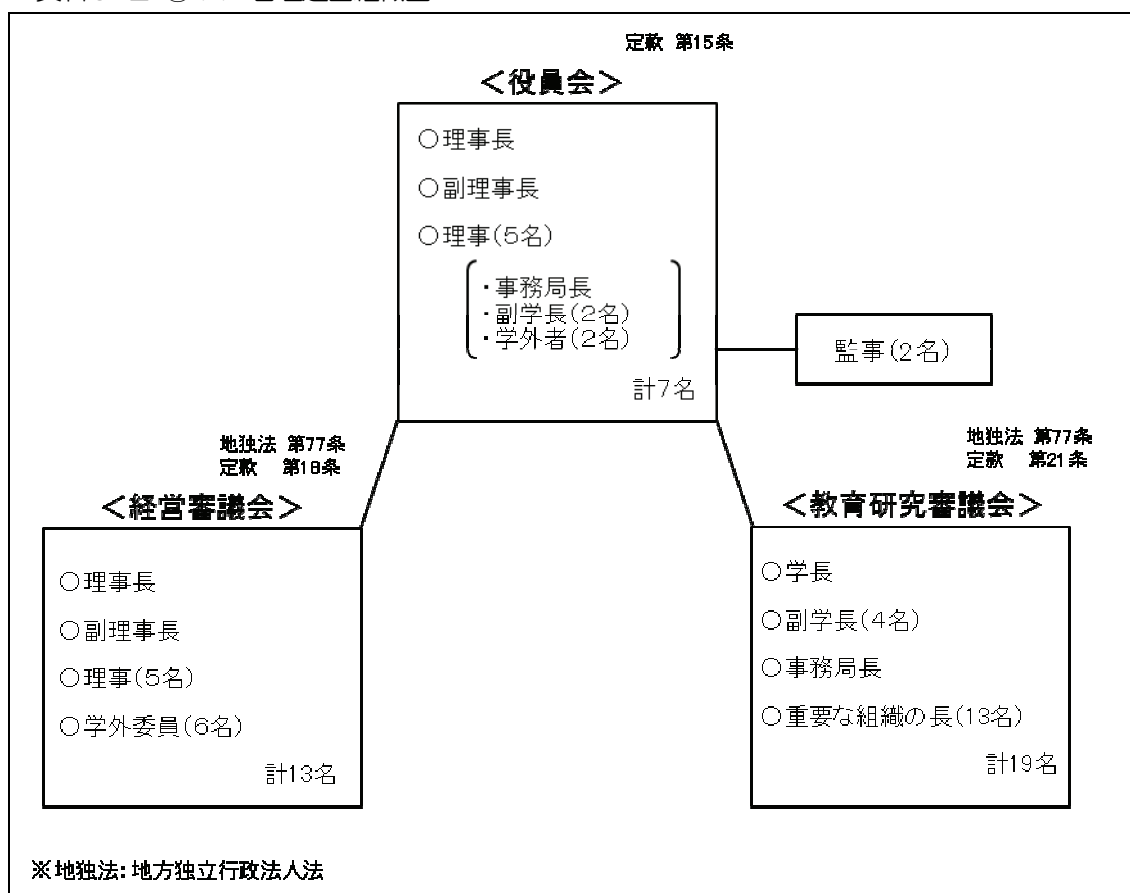 定款 第15条
＜役員会＞
○理事長
○副理事長
○理事(5名)
・事務局長
・副学長(2名)
・学外者(2名)
計7名
監事(2名)
地独法 第77条
定款 第18条
＜経営審議会＞
○理事長
○副理事長
○理事(5名)
○学外委員(6名)
計13名
地独法 第77条
定款 第21条
＜教育研究審議会＞
○学長
○副学長(4名)
○事務局長
○重要な組織の長(13名)
計19名
※地独法：地方独立行政法人法